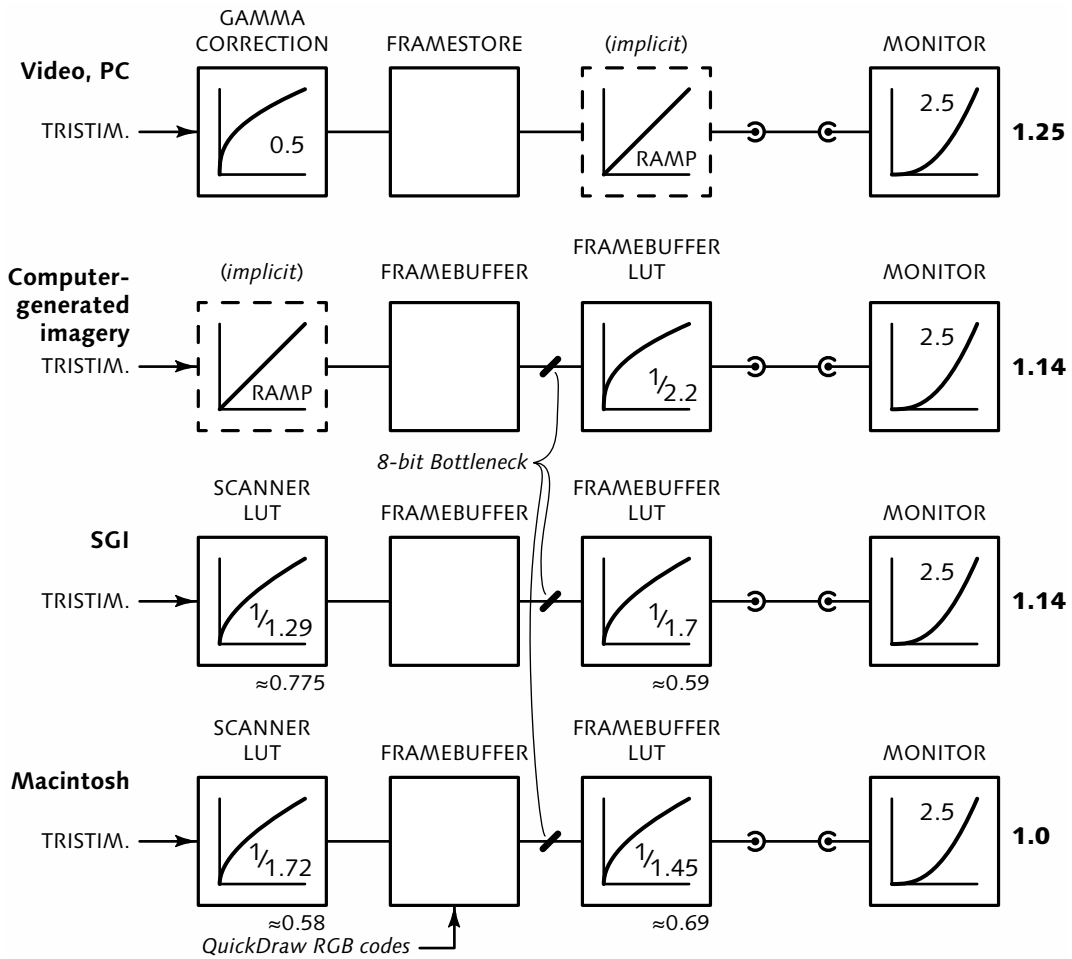 GAMMA
CORRECTION
FRAMESTORE
(implicit)
MONITOR
Video, PC
TRISTIM.
0.5
RAMP
2.5
1.25
Computer-
generated
imagery
(implicit)
FRAMEBUFFER
FRAMEBUFFER
LUT
MONITOR
TRISTIM.
RAMP
1/2.2
2.5
1.14
8-bit Bottleneck
SCANNER
LUT
FRAMEBUFFER
FRAMEBUFFER
LUT
MONITOR
SGI
TRISTIM.
1/1.29
1/1.7
2.5
1.14
≈0.775
≈0.59
SCANNER
LUT
FRAMEBUFFER
FRAMEBUFFER
LUT
MONITOR
Macintosh
TRISTIM.
1/1.72
1/1.45
2.5
1.0
≈0.58
≈0.69
QuickDraw RGB codes